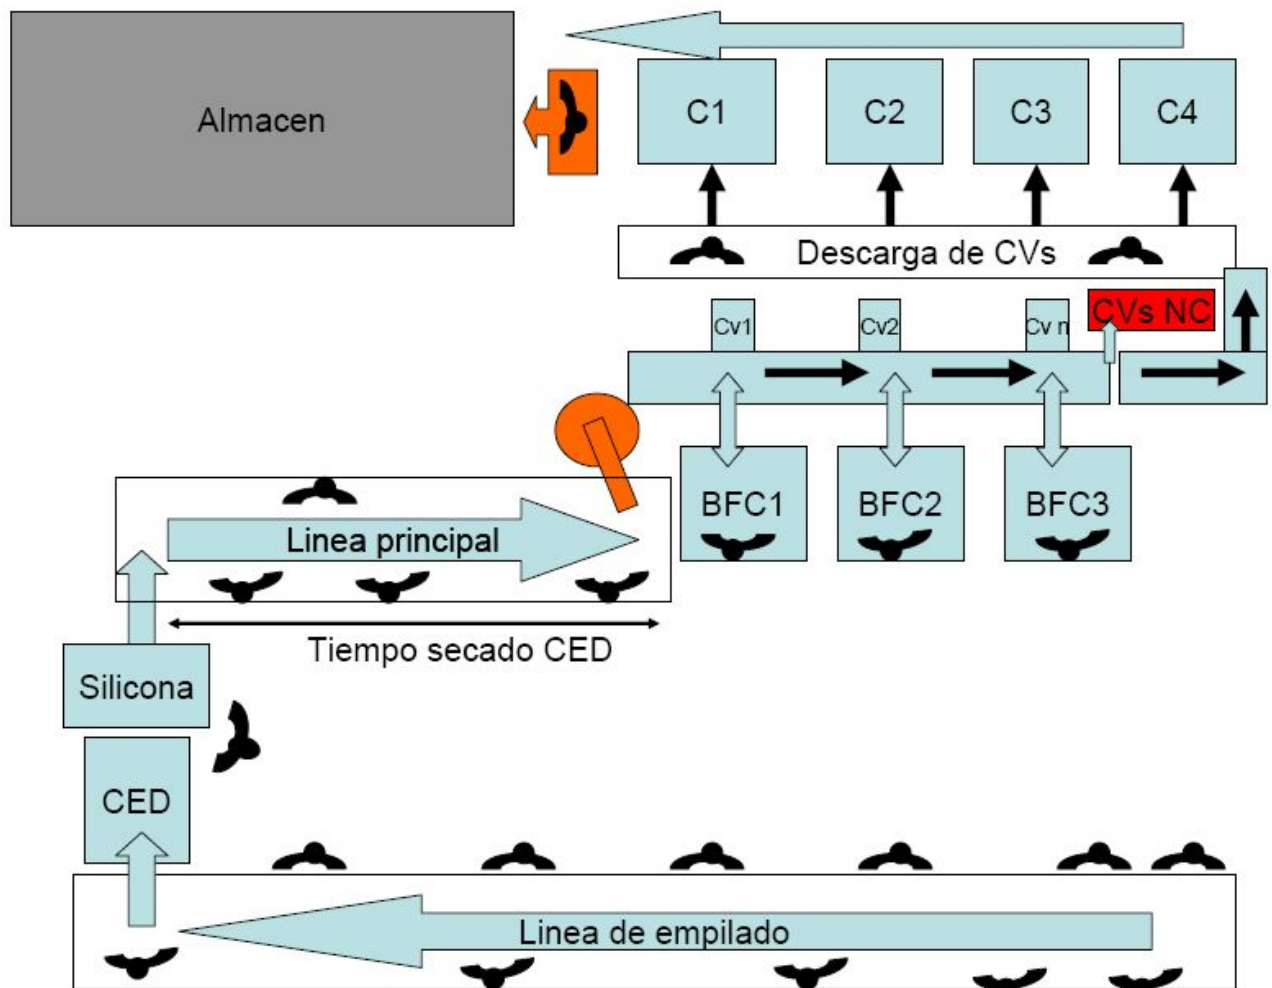 Almacen
C1
C2
C3
C4
Descarga de CVs
Cv1
Cv2
Cv n
CVs NC
BFC1
BFC2
BFC3
Linea principal
Tiempo secado CED
Silicona
CED
Linea de empilado